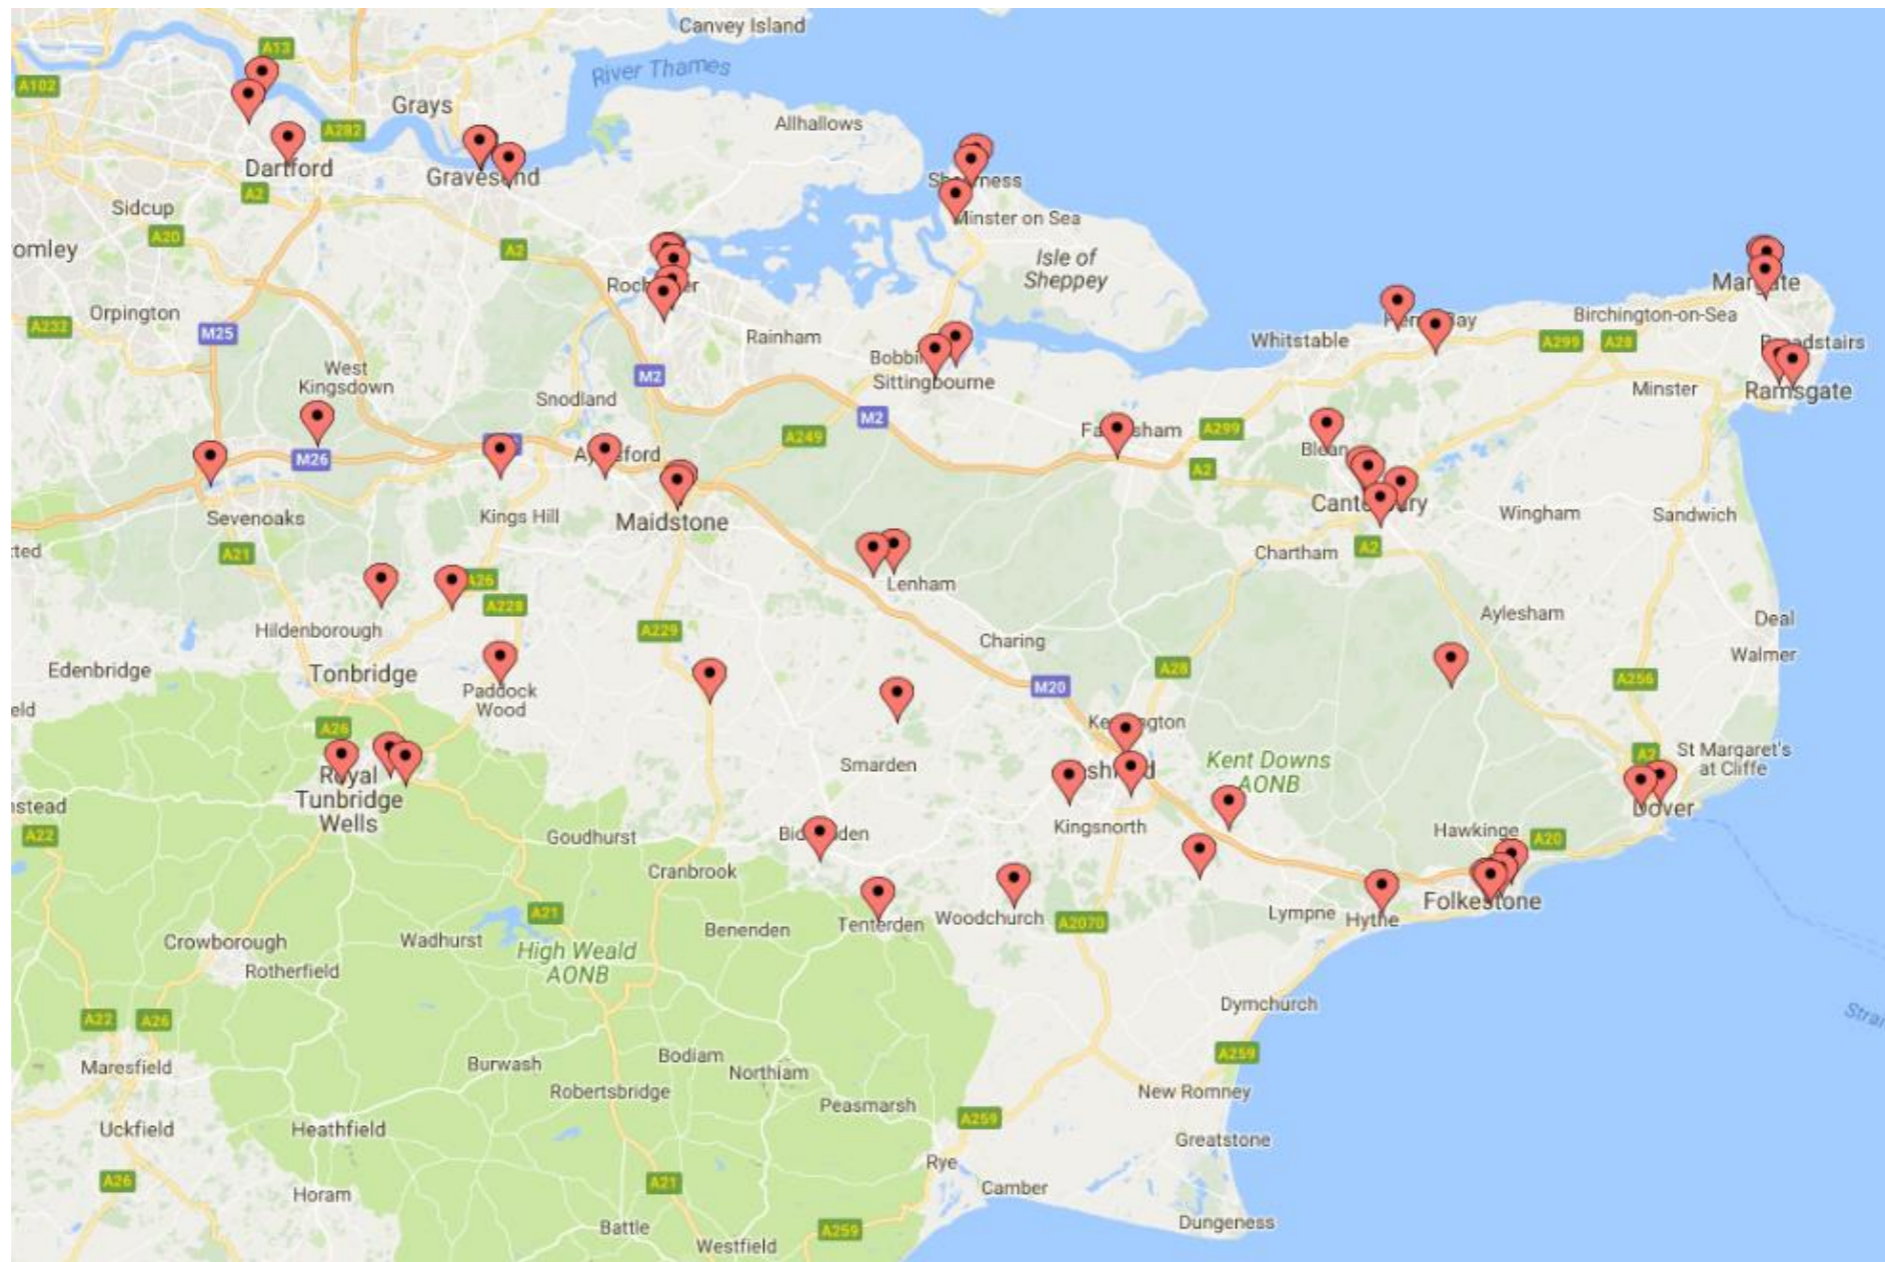 Canvey Island
A13
River Thames
A102
Grays
Allhallows
A282
Dartford
Gravesend
A2
Sidcup
Minster on Sea
A20
omley
A2
Isle of
Sheppey
Orpington
Birchington-on-Sea
A232
M25
Rainham
Whitstable
A299
A28
West
Kingsdown
M2
Sittingbourne
Minster
Ramsgate
Snodland
M2
A249
A299
M26
A2
Sevenoaks
Kings Hill
Maidstone
Wingham
Sandwich
ted
A21
Chartham
A2
A26
Lenham
A228
Aylesham
Deal
Hildenborough
A229
Charing
Walmer
Edenbridge
Tonbridge
A28
A256
Paddock
Wood
M20
eld
A26
A2
St Margaret's
at Cliffe
Smarden
Kent Downs
AONB
Royal
Tunbridge
Wells
nstead
Dover
A22
Goudhurst
Kingsnorth
Hawkinge
A20
Cranbrook
Folkestone
A21
Tenterden
Woodchurch
A2070
Lympne
Hythe
Benenden
Crowborough
Wadhurst
High Weald
AONB
Rotherfield
Dymchurch
A22
A26
Strai
Maresfield
Burwash
Bodiam
Northiam
A259
Robertsbridge
New Romney
Peasmarsh
A259
Uckfield
Heathfield
Greatstone
Rye
A26
A21
Camber
Horam
Battle
A259
Dungeness
Westfield